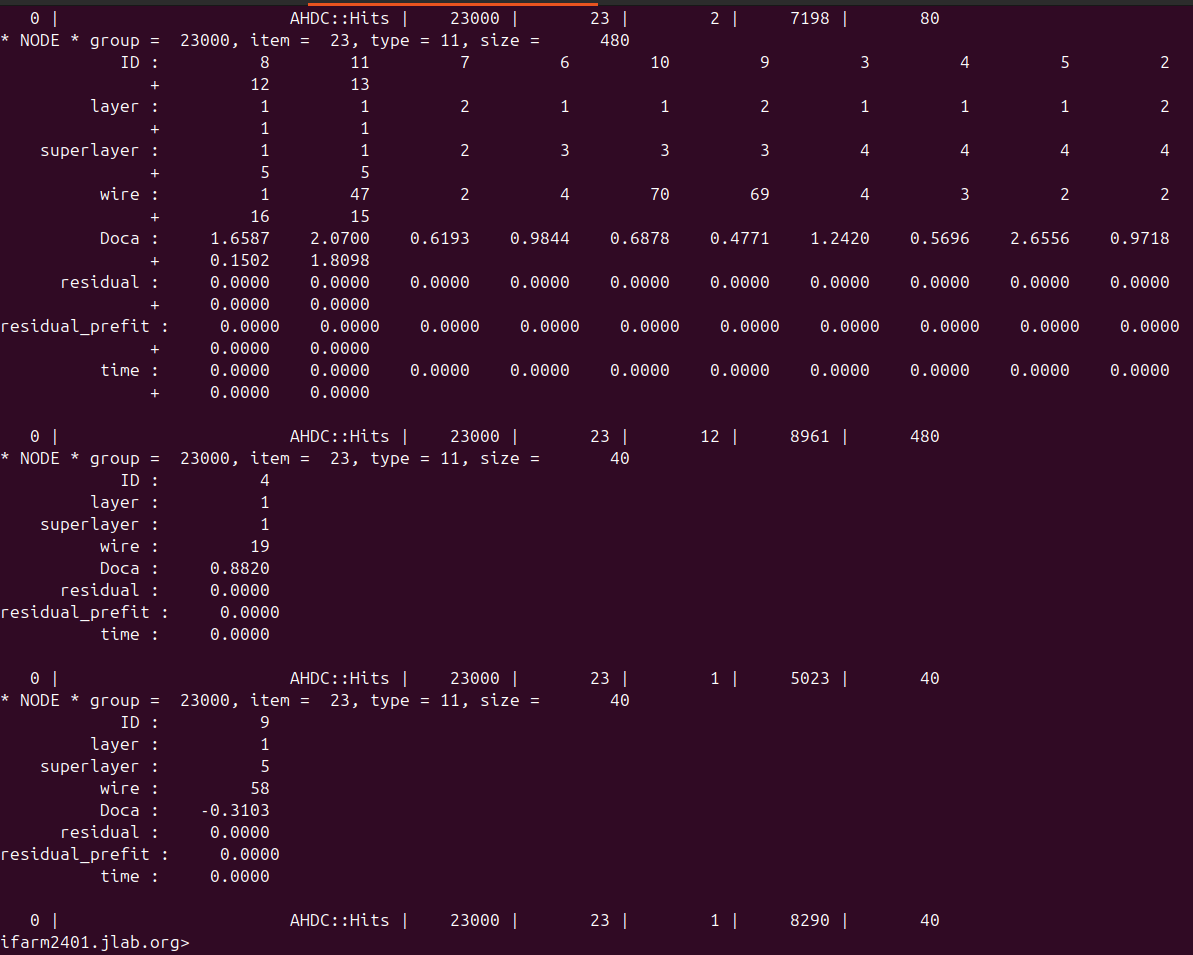 0 | AHDC::Hits | 23000 | 23 | 2 | 7198 | 80
* NODE * group = 23000, item = 23, type = 11, size = 480
ID : 8 11 7 6 10 9 3 4 5 2
+ 12 13
layer : 1 1 2 1 1 2 1 1 1 2
+ 1 1
superlayer : 1 1 2 3 3 3 4 4 4 4
+ 5 5
wire : 1 47 2 4 70 69 4 3 2 2
+ 16 15
Doca : 1.6587 2.0700 0.6193 0.9844 0.6878 0.4771 1.2420 0.5696 2.6556 0.9718
+ 0.1502 1.8098
residual : 0.0000 0.0000 0.0000 0.0000 0.0000 0.0000 0.0000 0.0000 0.0000 0.0000
+ 0.0000 0.0000
residual_prefit : 0.0000 0.0000 0.0000 0.0000 0.0000 0.0000 0.0000 0.0000 0.0000 0.0000
+ 0.0000 0.0000
time : 0.0000 0.0000 0.0000 0.0000 0.0000 0.0000 0.0000 0.0000 0.0000 0.0000
+ 0.0000 0.0000
0 | AHDC::Hits | 23000 | 23 | 12 | 8961 | 480
* NODE * group = 23000, item = 23, type = 11, size = 40
ID : 4
layer : 1
superlayer : 1
wire : 19
Doca : 0.8820
residual : 0.0000
residual_prefit : 0.0000
time : 0.0000
0 | AHDC::Hits | 23000 | 23 | 1 | 5023 | 40
* NODE * group = 23000, item = 23, type = 11, size = 40
ID : 9
layer : 1
superlayer : 5
wire : 58
Doca : -0.3103
residual : 0.0000
residual_prefit : 0.0000
time : 0.0000
0 | AHDC::Hits | 23000 | 23 | 1 | 8290 | 40
ifarm2401.jlab.org>